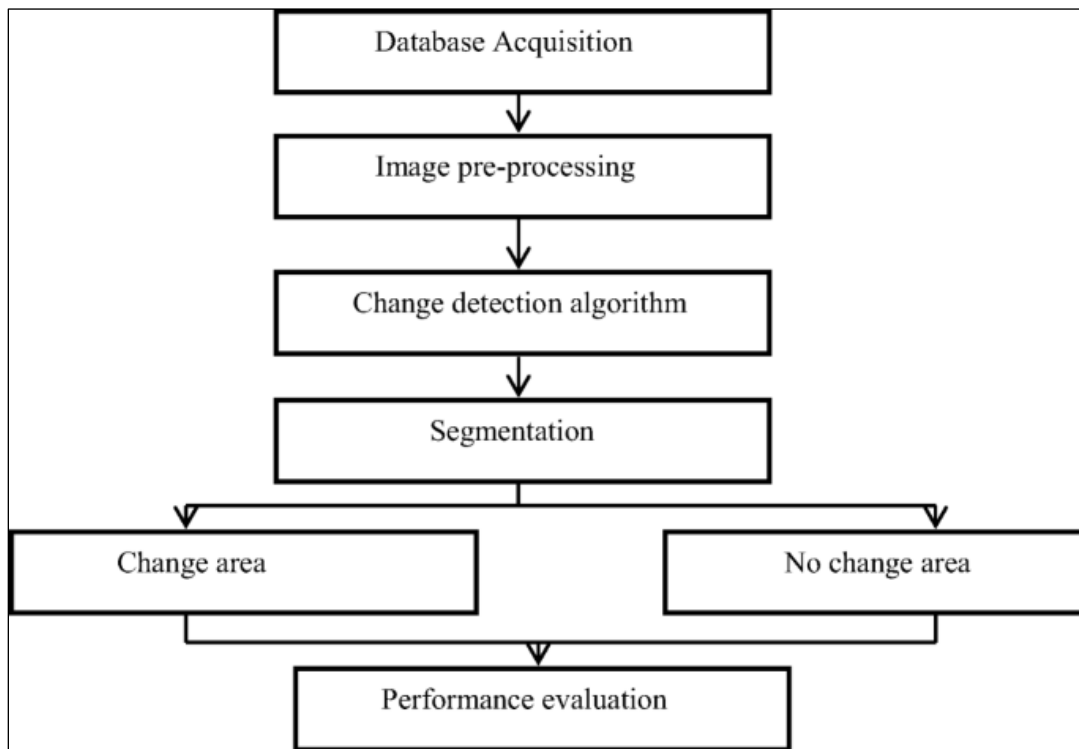 Database Acquisition
Image pre-processing
Change detection algorithm
Segmentation
Change area
No change area
Performance evaluation